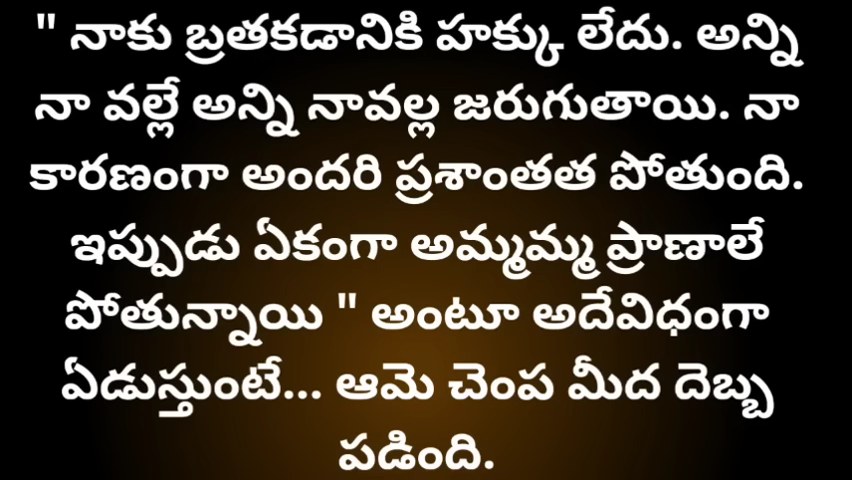 " నాకు బ్రతకడానికి హక్కు లేదు. అన్ని
నా వల్లే అన్ని నావల్ల జరుగుతాయి. నా
కారణంగా అందరి ప్రశాంతత పోతుంది.
ఇప్పుడు ఏకంగా అమ్మమ్మ ప్రాణాలే
పోతున్నాయి " అంటూ అదేవిధంగా
ఏడుస్తుంటే... ఆమె చెంప మీద దెబ్బ
పడింది.